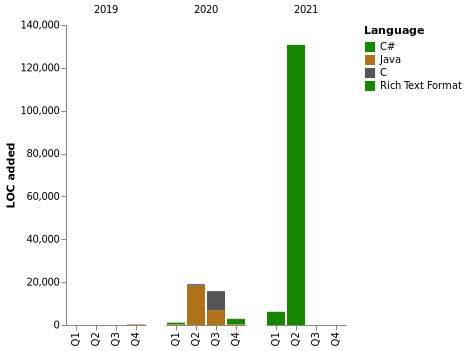 2019 2020 2021
Language
C#
Java
C
Rich Text Format
LOC added
140,000
120,000
100,000
80,000
60,000
40,000
20,000
0
Q1 Q2 Q3 Q4 Q1 Q2 Q3 Q4 Q1 Q2 Q3 Q4